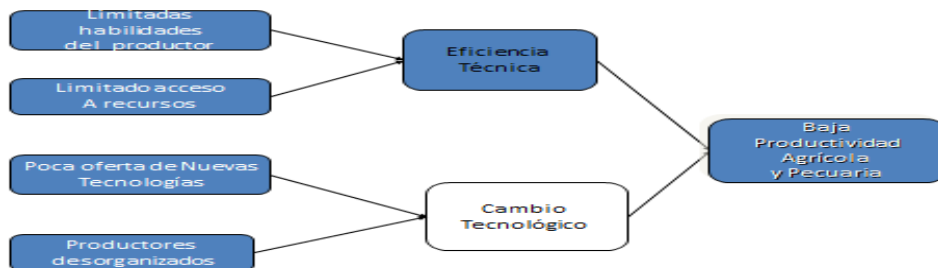 Limitadas
habilidades
del productor
Limitado acceso
A recursos
Poca oferta de Nuevas
Tecnologías
Productores
desorganizados
Eficiencia
Técnica
Cambio
Tecnológico
Baja
Productividad
Agrícola
y Pecuaria